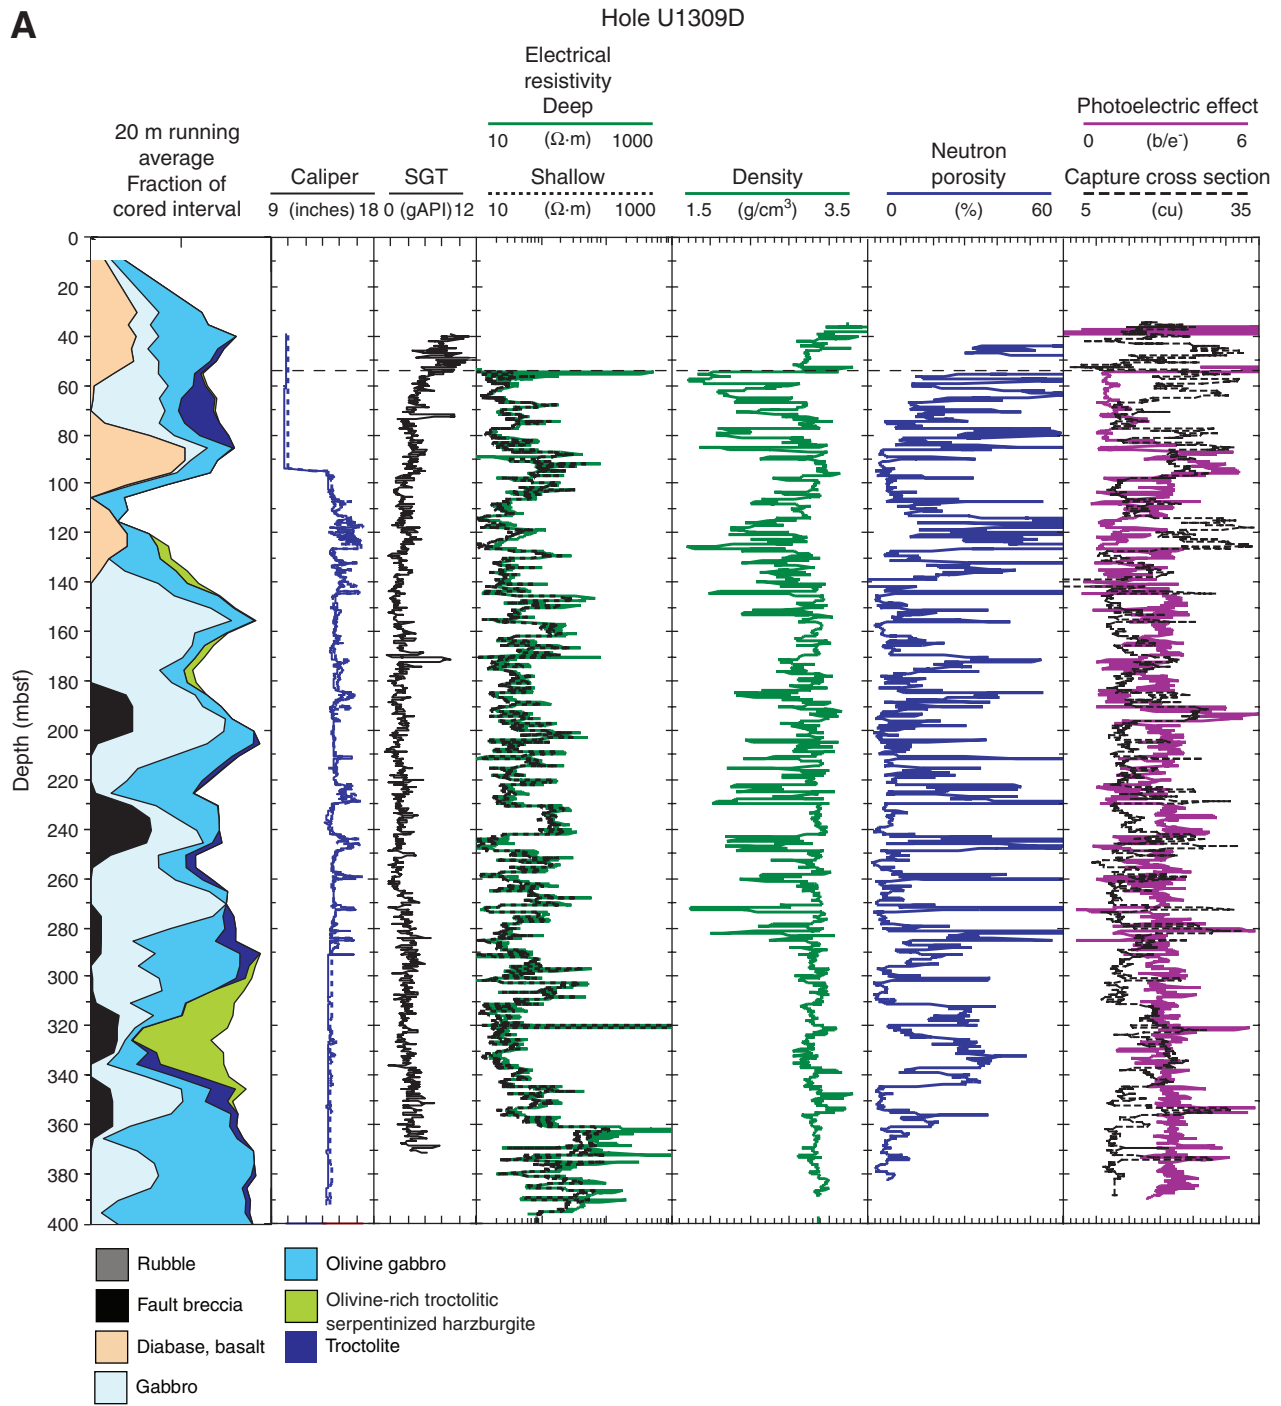 A
Hole U1309D
20 m running
average
Fraction of
cored interval
Caliper
9 (inches) 18
SGT
0 (gAPI) 12
Electrical
resistivity
Deep
10 (Ω·m) 1000
Shallow
10 (Ω·m) 1000
Density
1.5 (g/cm³) 3.5
Neutron
porosity
0 (%) 60
Photoelectric effect
0 (b/e⁻) 6
Capture cross section
5 (cu) 35
Depth (mbsf)
0
20
40
60
80
100
120
140
160
180
200
220
240
260
280
300
320
340
360
380
400
Rubble
Fault breccia
Diabase, basalt
Gabbro
Olivine gabbro
Olivine-rich troctolitic
serpentinized harzburgite
Troctolite